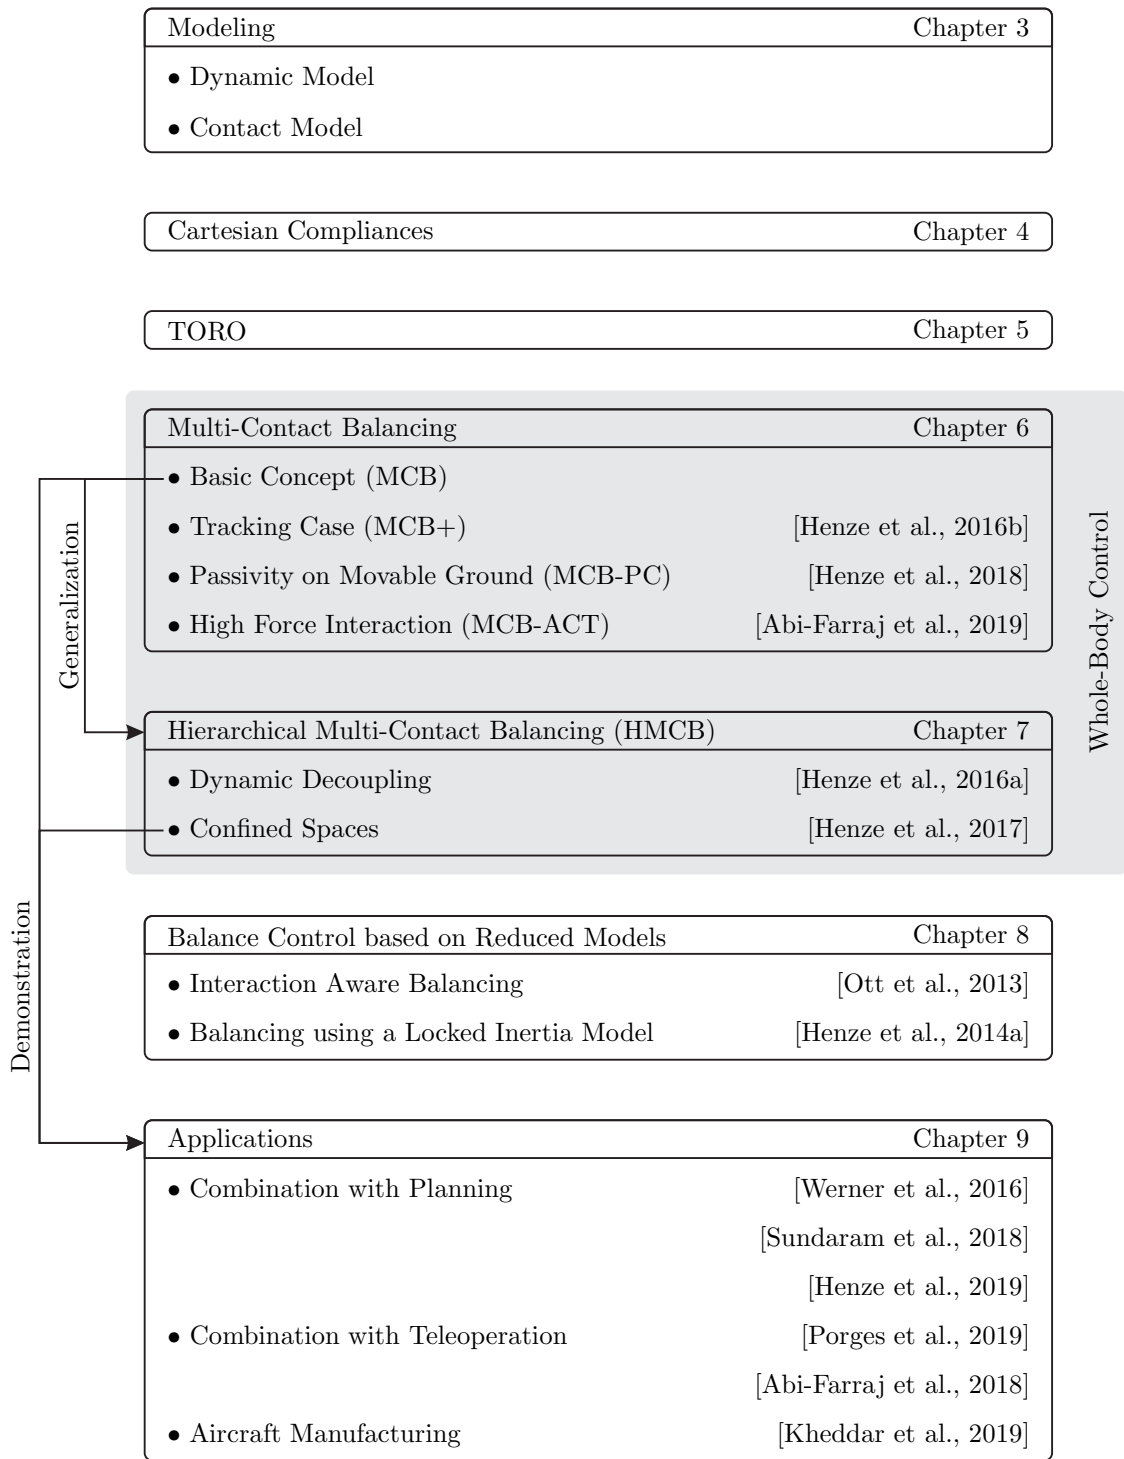 Modeling Chapter 3
• Dynamic Model
• Contact Model
Cartesian Compliances Chapter 4
TORO Chapter 5
Multi-Contact Balancing Chapter 6
• Basic Concept (MCB)
• Tracking Case (MCB+) [Henze et al., 2016b]
• Passivity on Movable Ground (MCB-PC) [Henze et al., 2018]
• High Force Interaction (MCB-ACT) [Abi-Farraj et al., 2019]
Generalization
Whole-Body Control
Hierarchical Multi-Contact Balancing (HMCB) Chapter 7
• Dynamic Decoupling [Henze et al., 2016a]
• Confined Spaces [Henze et al., 2017]
Demonstration
Balance Control based on Reduced Models Chapter 8
• Interaction Aware Balancing [Ott et al., 2013]
• Balancing using a Locked Inertia Model [Henze et al., 2014a]
Applications Chapter 9
• Combination with Planning [Werner et al., 2016]
[Sundaram et al., 2018]
[Henze et al., 2019]
• Combination with Teleoperation [Porges et al., 2019]
[Abi-Farraj et al., 2018]
• Aircraft Manufacturing [Kheddar et al., 2019]